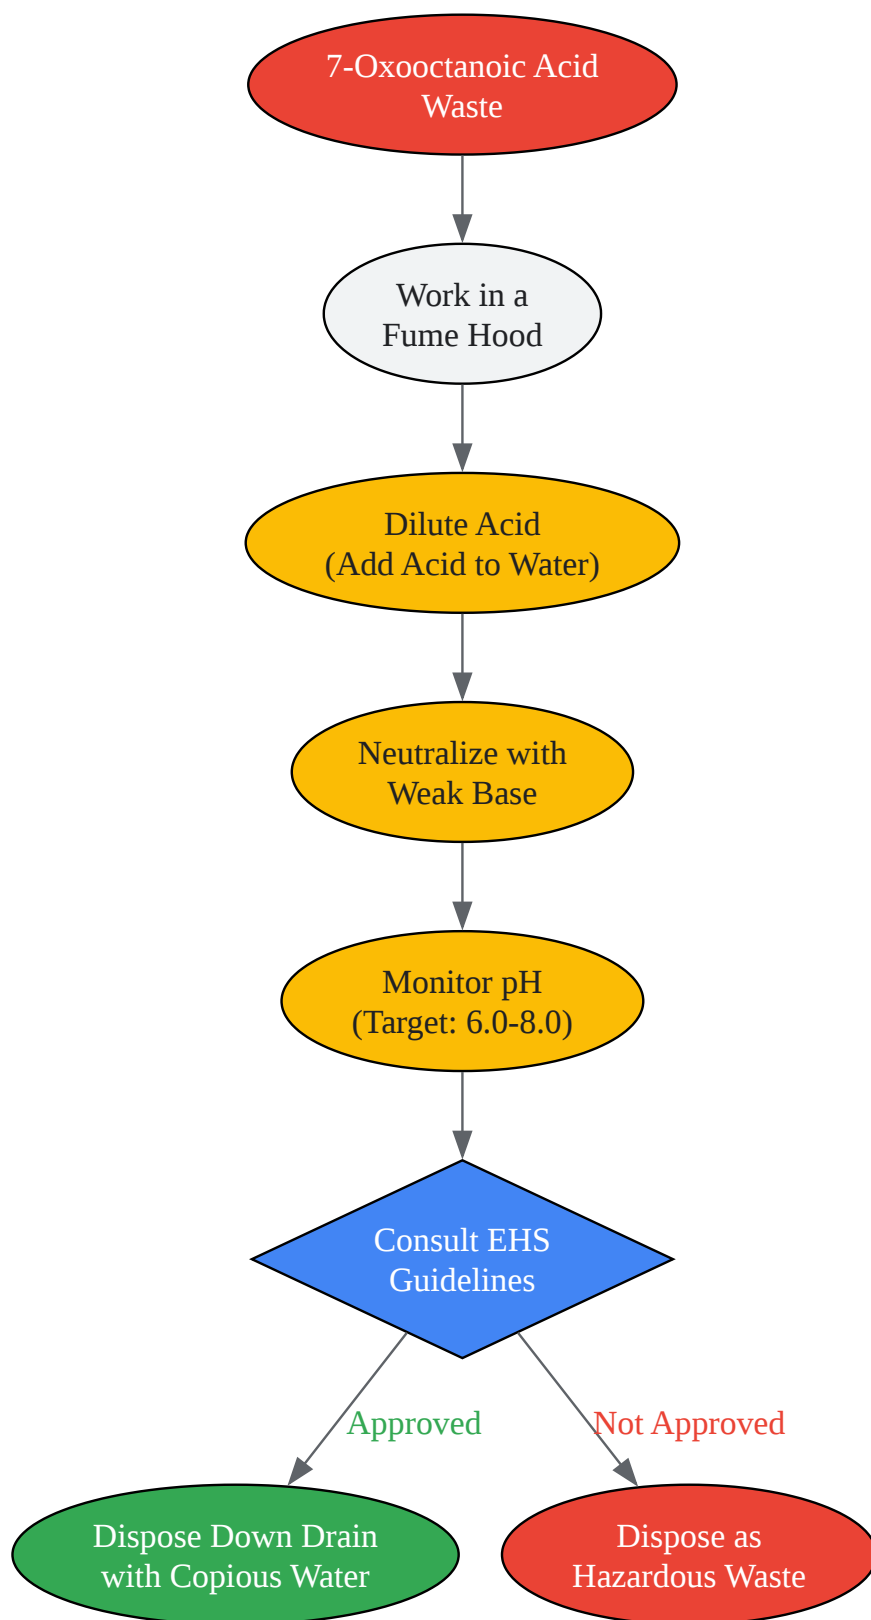 7-Oxooctanoic Acid
Waste
Work in a
Fume Hood
Dilute Acid
(Add Acid to Water)
Neutralize with
Weak Base
Monitor pH
(Target: 6.0-8.0)
Consult EHS
Guidelines
Approved
Not Approved
Dispose Down Drain
with Copious Water
Dispose as
Hazardous Waste